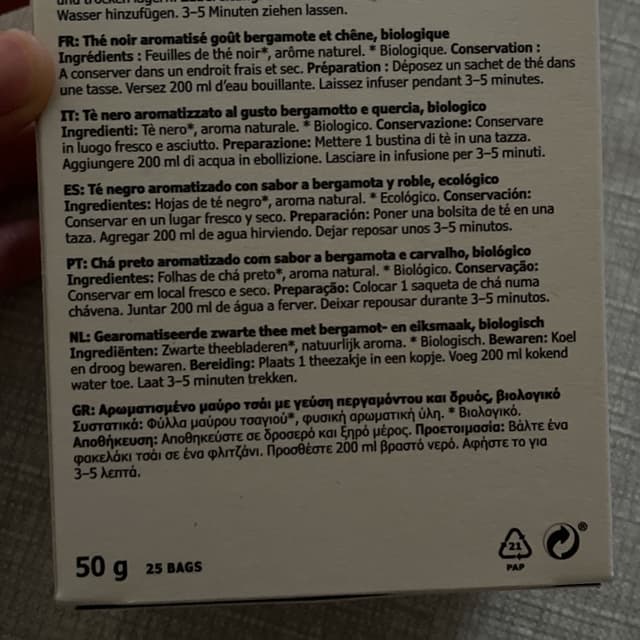 und trocken lagern.
Wasser hinzufügen. 3–5 Minuten ziehen lassen.
FR: Thé noir aromatisé goût bergamote et chêne, biologique
Ingrédients : Feuilles de thé noir*, arôme naturel. * Biologique. Conservation :
A conserver dans un endroit frais et sec. Préparation : Déposez un sachet de thé dans
une tasse. Versez 200 ml d'eau bouillante. Laissez infuser pendant 3–5 minutes.
IT: Tè nero aromatizzato al gusto bergamotto e quercia, biologico
Ingredienti: Tè nero*, aroma naturale. * Biologico. Conservazione: Conservare
in luogo fresco e asciutto. Preparazione: Mettere 1 bustina di tè in una tazza.
Aggiungere 200 ml di acqua in ebollizione. Lasciare in infusione per 3–5 minuti.
ES: Té negro aromatizado con sabor a bergamota y roble, ecológico
Ingredientes: Hojas de té negro*, aroma natural. * Ecológico. Conservación:
Conservar en un lugar fresco y seco. Preparación: Poner una bolsita de té en una
taza. Agregar 200 ml de agua hirviendo. Dejar reposar unos 3–5 minutos.
PT: Chá preto aromatizado com sabor a bergamota e carvalho, biológico
Ingredientes: Folhas de chá preto*, aroma natural. * Biológico. Conservação:
Conservar em local fresco e seco. Preparação: Colocar 1 saqueta de chá numa
chávena. Juntar 200 ml de água a ferver. Deixar repousar durante 3–5 minutos.
NL: Gearomatiseerde zwarte thee met bergamot- en eiksmaak, biologisch
Ingrediënten: Zwarte theebladeren*, natuurlijk aroma. * Biologisch. Bewaren: Koel
en droog bewaren. Bereiding: Plaats 1 theezakje in een kopje. Voeg 200 ml kokend
water toe. Laat 3–5 minuten trekken.
GR: Αρωματισμένο μαύρο τσάι με γεύση περγαμόντου και δρυός, βιολογικό
Συστατικά: Φύλλα μαύρου τσαγιού*, φυσική αρωματική ύλη. * Βιολογικό.
Αποθήκευση: Αποθηκεύστε σε δροσερό και ξηρό μέρος. Προετοιμασία: Βάλτε ένα
φακελάκι τσάι σε ένα φλιτζάνι. Προσθέστε 200 ml βραστό νερό. Αφήστε το για
3–5 λεπτά.
50 g 25 BAGS
21
PAP
®